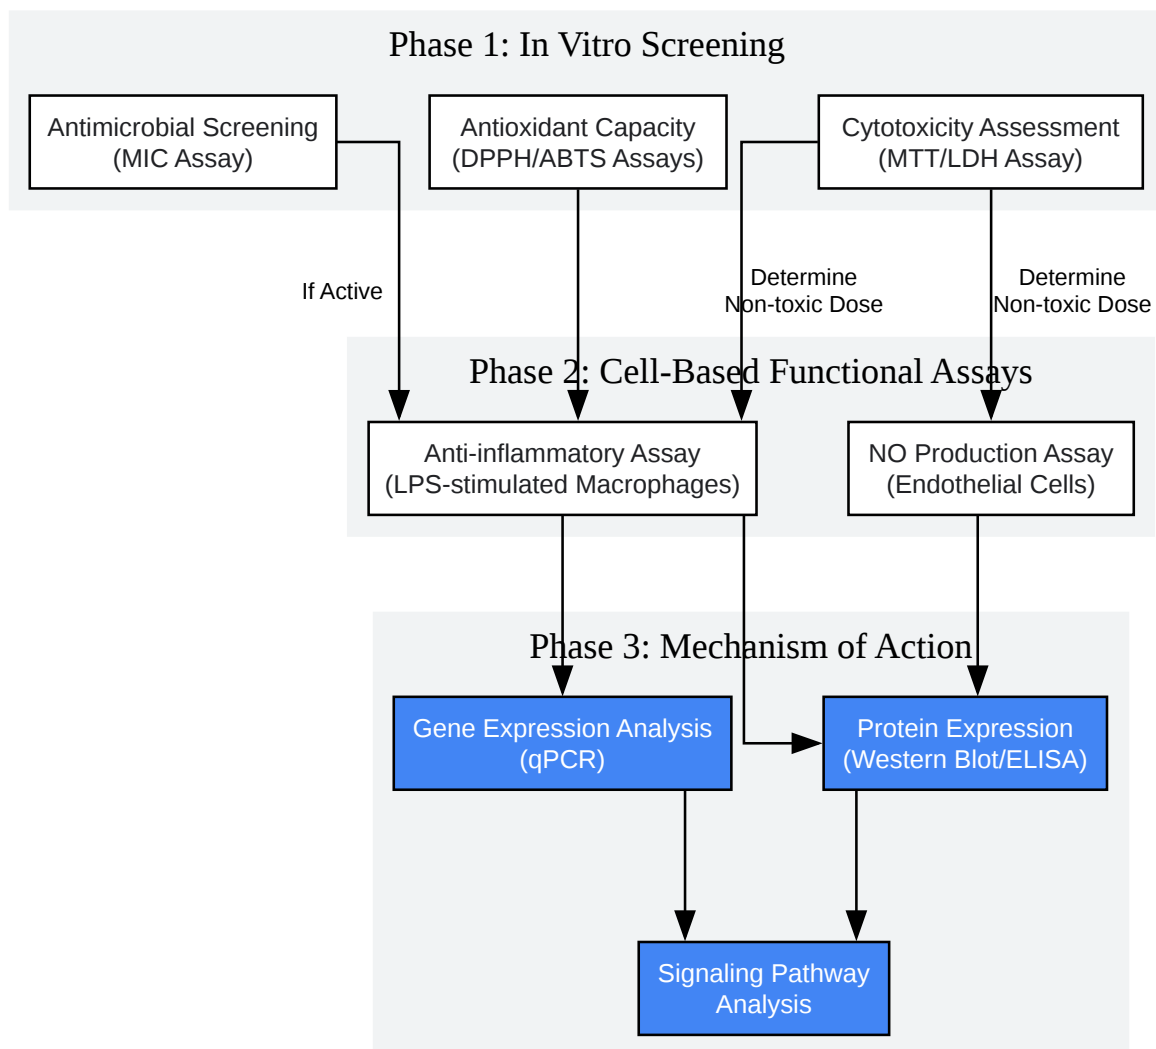 Phase 1: In Vitro Screening
Antimicrobial Screening
(MIC Assay)
Antioxidant Capacity
(DPPH/ABTS Assays)
Cytotoxicity Assessment
(MTT/LDH Assay)
If Active
Determine
Non-toxic Dose
Determine
Non-toxic Dose
Phase 2: Cell-Based Functional Assays
Anti-inflammatory Assay
(LPS-stimulated Macrophages)
NO Production Assay
(Endothelial Cells)
Phase 3: Mechanism of Action
Gene Expression Analysis
(qPCR)
Protein Expression
(Western Blot/ELISA)
Signaling Pathway
Analysis